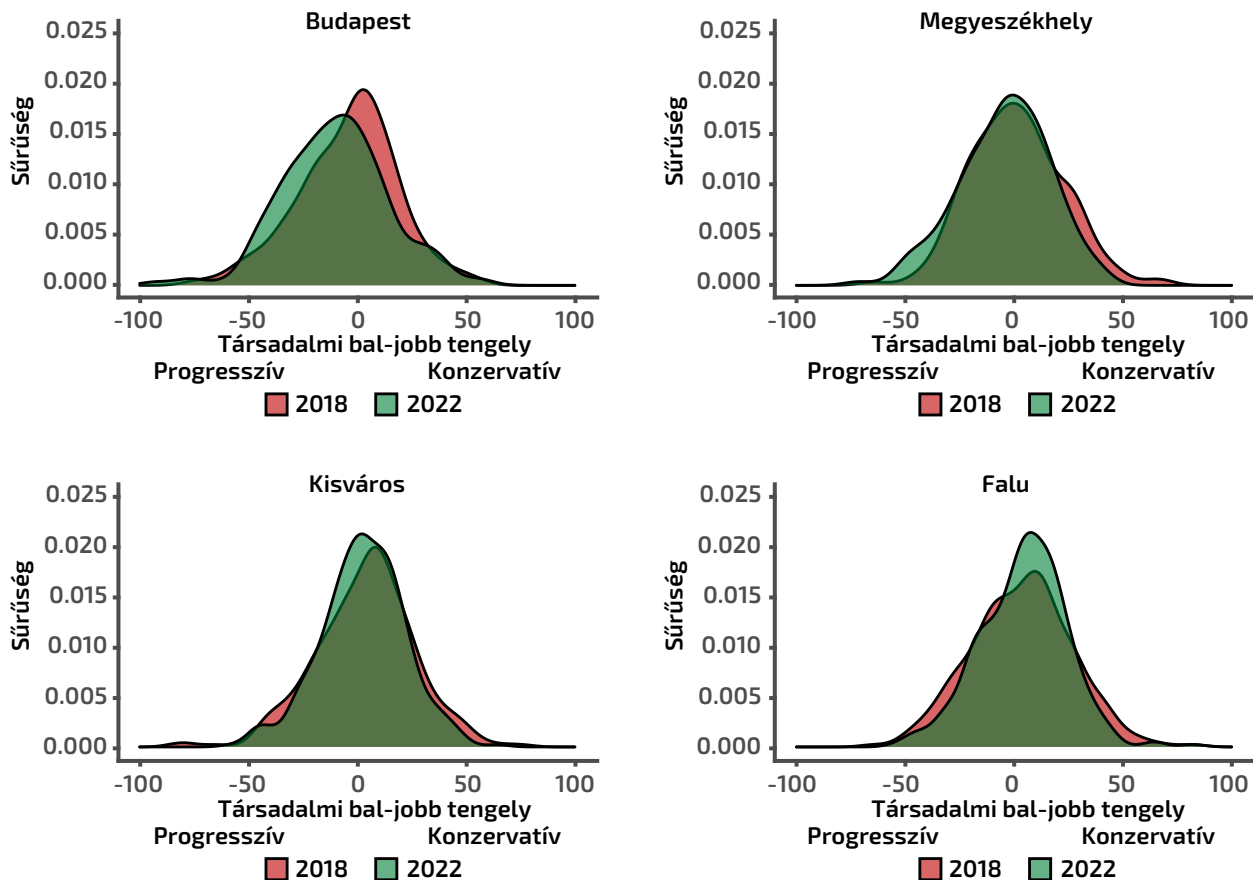 Budapest
Sűrűség
0.025
0.020
0.015
0.010
0.005
0.000
-100 -50 0 50 100
Társadalmi bal-jobb tengely
Progresszív Konzervatív
2018 2022
Megyeszékhely
Sűrűség
0.025
0.020
0.015
0.010
0.005
0.000
-100 -50 0 50 100
Társadalmi bal-jobb tengely
Progresszív Konzervatív
2018 2022
Kisváros
Sűrűség
0.025
0.020
0.015
0.010
0.005
0.000
-100 -50 0 50 100
Társadalmi bal-jobb tengely
Progresszív Konzervatív
2018 2022
Falu
Sűrűség
0.025
0.020
0.015
0.010
0.005
0.000
-100 -50 0 50 100
Társadalmi bal-jobb tengely
Progresszív Konzervatív
2018 2022